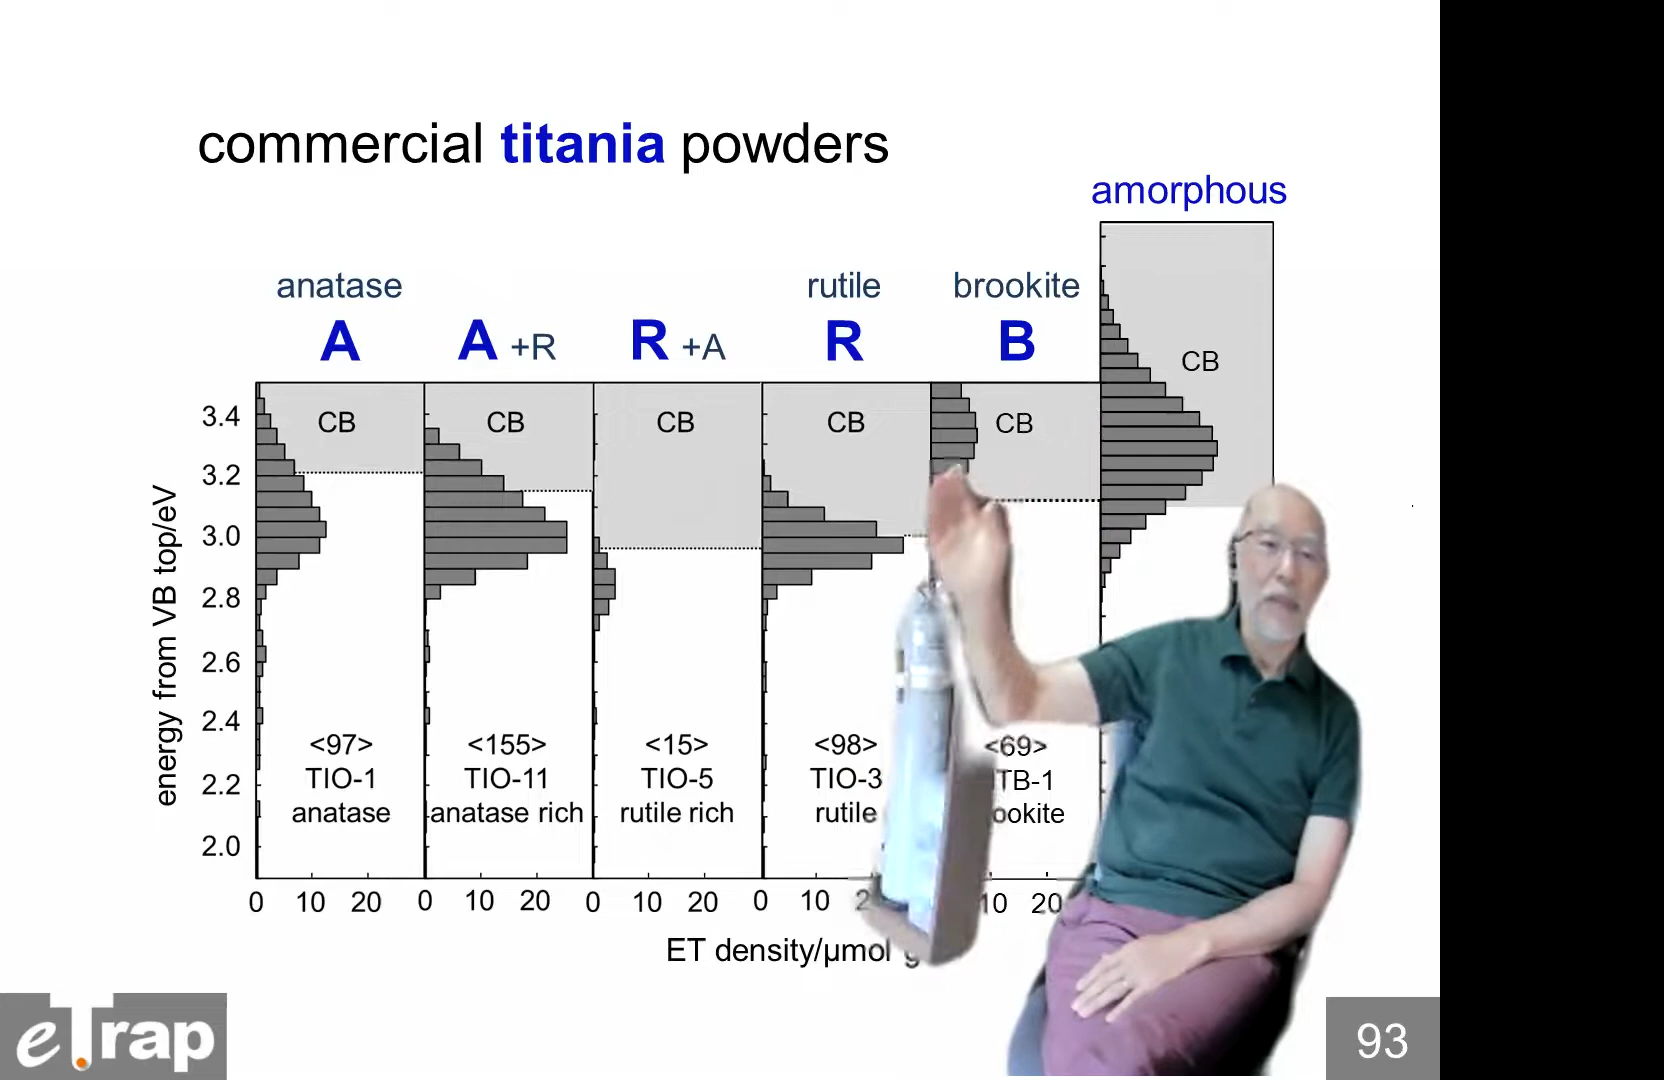 commercial titania powders
amorphous
anatase
rutile
brookite
A
A +R
R +A
R
B
CB
CB
CB
CB
CB
CB
energy from VB top/eV
3.4
3.2
3.0
2.8
2.6
2.4
2.2
2.0
<97>
TIO-1
anatase
<155>
TIO-11
anatase rich
<15>
TIO-5
rutile rich
<98>
TIO-3
rutile
<69>
TB-1
ookite
0 10 20
0 10 20
0 10 20
0 10 2
10 20
ET density/µmol g
eTrap
93